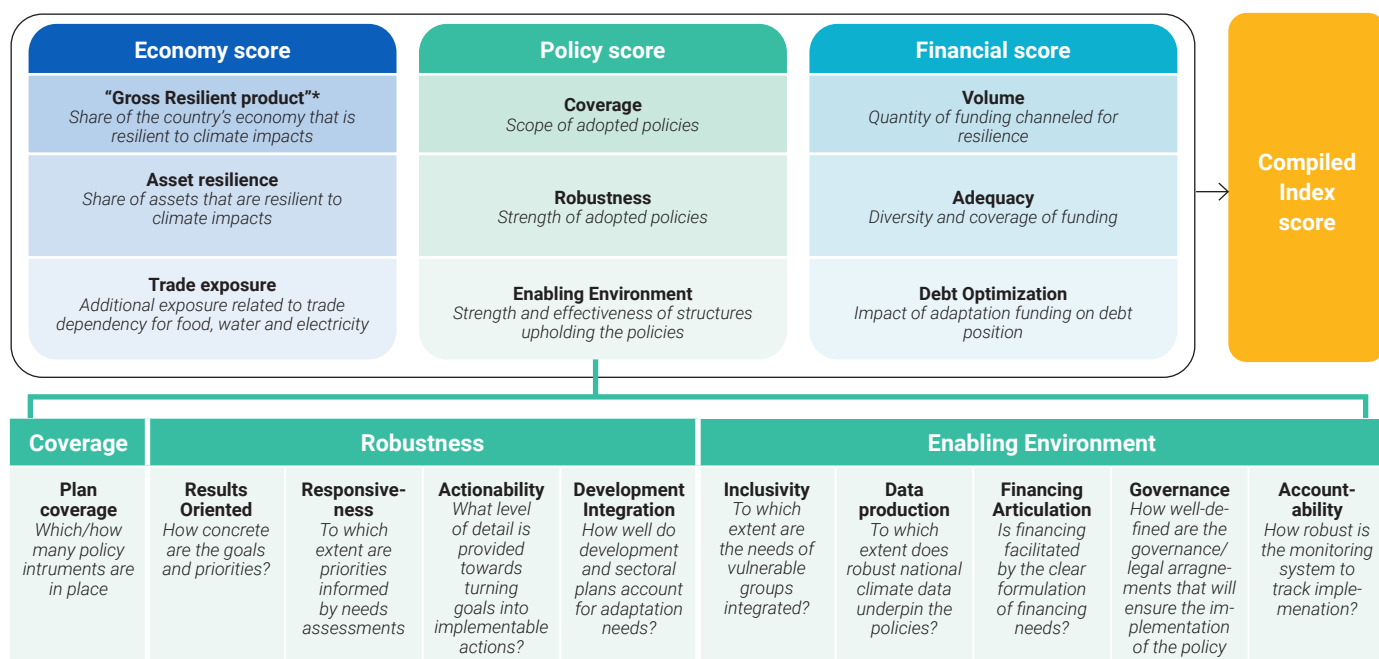 Economy score
"Gross Resilient product"*
Share of the country's economy that is
resilient to climate impacts
Asset resilience
Share of assets that are resilient to
climate impacts
Trade exposure
Additional exposure related to trade
dependency for food, water and electricity
Policy score
Coverage
Scope of adopted policies
Robustness
Strength of adopted policies
Enabling Environment
Strength and effectiveness of structures
upholding the policies
Financial score
Volume
Quantity of funding channeled for
resilience
Adequacy
Diversity and coverage of funding
Debt Optimization
Impact of adaptation funding on debt
position
Compiled
Index
score
Coverage
Plan
coverage
Which/how
many policy
intruments are
in place
Robustness
Results
Oriented
How concrete
are the goals
and priorities?
Responsive-
ness
To which
extent are
priorities
informed
by needs
assessments
Actionability
What level
of detail is
provided
towards
turning
goals into
implementable
actions?
Development
Integration
How well do
development
and sectoral
plans account
for adaptation
needs?
Enabling Environment
Inclusivity
To which
extent are
the needs of
vulnerable
groups
integrated?
Data
production
To which
extent does
robust national
climate data
underpin the
policies?
Financing
Articulation
Is financing
facilitated
by the clear
formulation
of financing
needs?
Governance
How well-de-
fined are the
governance/
legal arragne-
ments that will
ensure the im-
plementation
of the policy
Account-
ability
How robust is
the monitoring
system to
track imple-
menation?